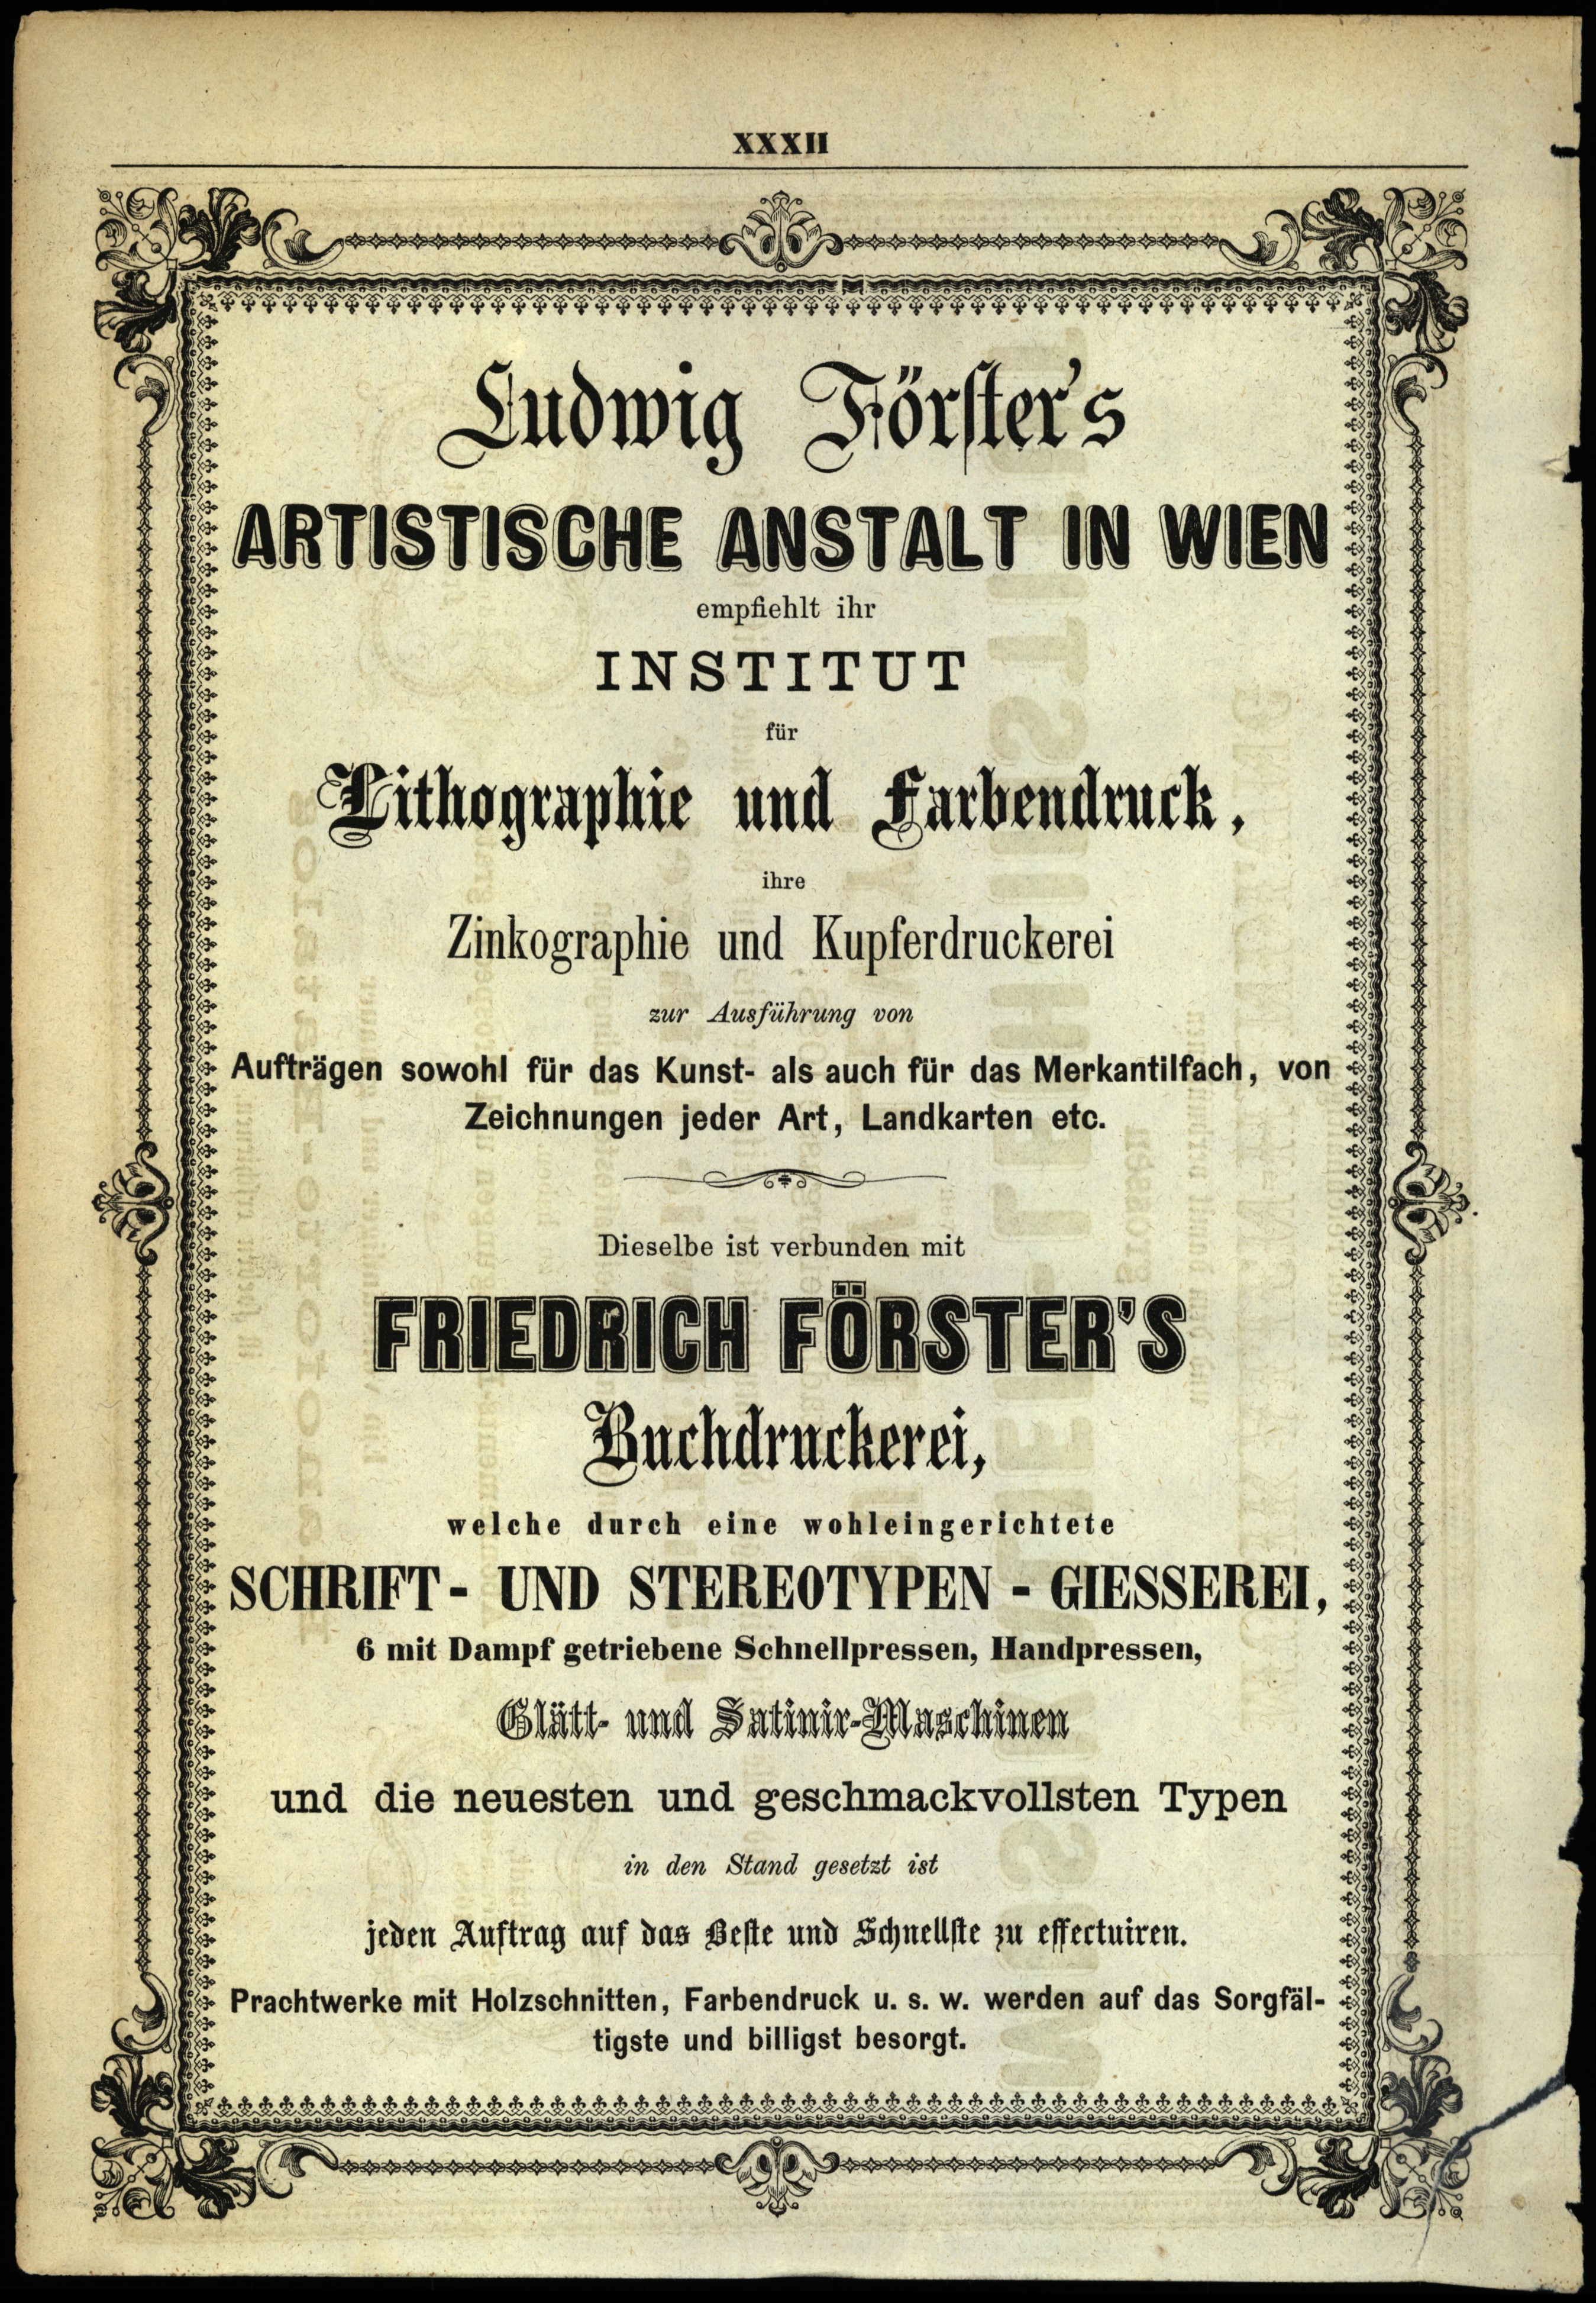 XXXII
Ludwig Förster's
ARTISTISCHE ANSTALT IN WIEN
empfiehlt ihr
INSTITUT
für
Lithographie und Farbendruck,
ihre
Zinkographie und Kupferdruckerei
zur Ausführung von
Aufträgen sowohl für das Kunst- als auch für das Merkantilfach, von
Zeichnungen jeder Art, Landkarten etc.
Dieselbe ist verbunden mit
FRIEDRICH FÖRSTER'S
Buchdruckerei,
welche durch eine wohleingerichtete
SCHRIFT- UND STEREOTYPEN-GIESSEREI,
6 mit Dampf getriebene Schnellpressen, Handpressen,
Glätt- und Satinir-Maschinen
und die neuesten und geschmackvollsten Typen
in den Stand gesetzt ist
jeden Auftrag auf das Beste und Schnellste zu effectuiren.
Prachtwerke mit Holzschnitten, Farbendruck u. s. w. werden auf das Sorgfäl-
tigste und billigst besorgt.